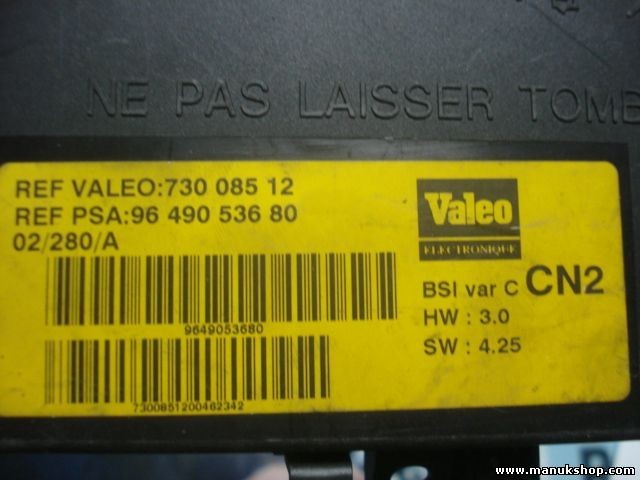 NE PAS LAISSER TOMB
REF VALEO:730 085 12
REF PSA:96 490 536 80
02/280/A
9649053680
7300851200462342
Valeo
ELECTRONIQUE
BSI var C CN2
HW : 3.0
SW : 4.25
www.manukshop.com